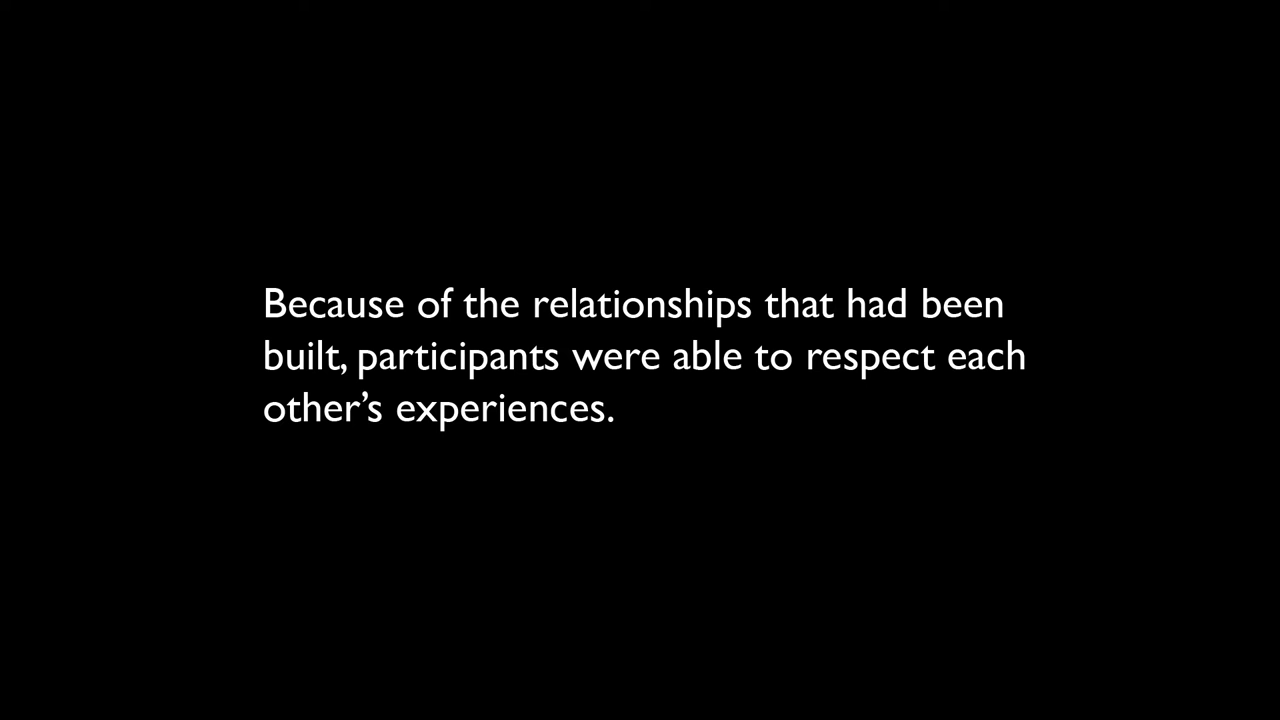 Because of the relationships that had been
built, participants were able to respect each
other’s experiences.